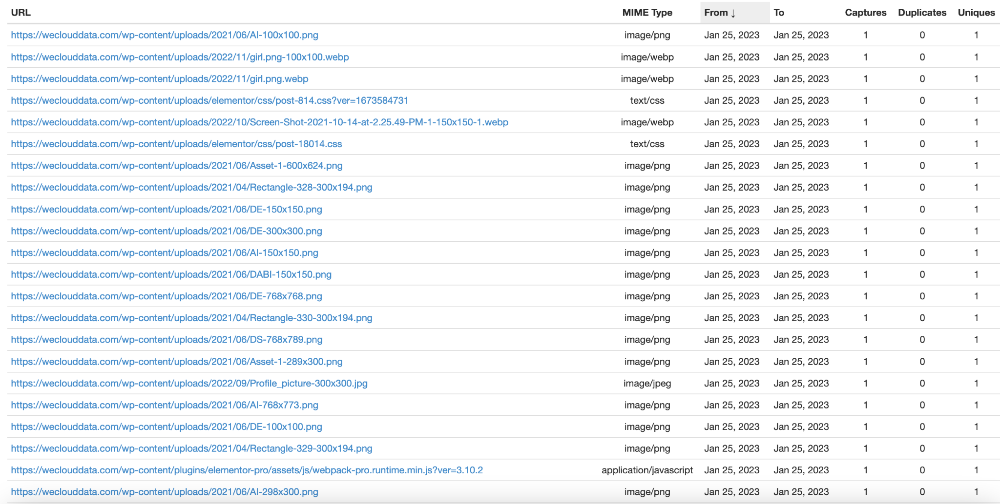 URL MIME Type From ↓ To Captures Duplicates Uniques
https://weclouddata.com/wp-content/uploads/2021/06/AI-100x100.png image/png Jan 25, 2023 Jan 25, 2023 1 0 1
https://weclouddata.com/wp-content/uploads/2022/11/girl.png-100x100.webp image/webp Jan 25, 2023 Jan 25, 2023 1 0 1
https://weclouddata.com/wp-content/uploads/2022/11/girl.png.webp image/webp Jan 25, 2023 Jan 25, 2023 1 0 1
https://weclouddata.com/wp-content/uploads/elementor/css/post-814.css?ver=1673584731 text/css Jan 25, 2023 Jan 25, 2023 1 0 1
https://weclouddata.com/wp-content/uploads/2022/10/Screen-Shot-2021-10-14-at-2.25.49-PM-1-150x150-1.webp image/webp Jan 25, 2023 Jan 25, 2023 1 0 1
https://weclouddata.com/wp-content/uploads/elementor/css/post-18014.css text/css Jan 25, 2023 Jan 25, 2023 1 0 1
https://weclouddata.com/wp-content/uploads/2021/06/Asset-1-600x624.png image/png Jan 25, 2023 Jan 25, 2023 1 0 1
https://weclouddata.com/wp-content/uploads/2021/04/Rectangle-328-300x194.png image/png Jan 25, 2023 Jan 25, 2023 1 0 1
https://weclouddata.com/wp-content/uploads/2021/06/DE-150x150.png image/png Jan 25, 2023 Jan 25, 2023 1 0 1
https://weclouddata.com/wp-content/uploads/2021/06/DE-300x300.png image/png Jan 25, 2023 Jan 25, 2023 1 0 1
https://weclouddata.com/wp-content/uploads/2021/06/AI-150x150.png image/png Jan 25, 2023 Jan 25, 2023 1 0 1
https://weclouddata.com/wp-content/uploads/2021/06/DABI-150x150.png image/png Jan 25, 2023 Jan 25, 2023 1 0 1
https://weclouddata.com/wp-content/uploads/2021/06/DE-768x768.png image/png Jan 25, 2023 Jan 25, 2023 1 0 1
https://weclouddata.com/wp-content/uploads/2021/04/Rectangle-330-300x194.png image/png Jan 25, 2023 Jan 25, 2023 1 0 1
https://weclouddata.com/wp-content/uploads/2021/06/DS-768x789.png image/png Jan 25, 2023 Jan 25, 2023 1 0 1
https://weclouddata.com/wp-content/uploads/2021/06/Asset-1-289x300.png image/png Jan 25, 2023 Jan 25, 2023 1 0 1
https://weclouddata.com/wp-content/uploads/2022/09/Profile_picture-300x300.jpg image/jpeg Jan 25, 2023 Jan 25, 2023 1 0 1
https://weclouddata.com/wp-content/uploads/2021/06/AI-768x773.png image/png Jan 25, 2023 Jan 25, 2023 1 0 1
https://weclouddata.com/wp-content/uploads/2021/06/DE-100x100.png image/png Jan 25, 2023 Jan 25, 2023 1 0 1
https://weclouddata.com/wp-content/uploads/2021/04/Rectangle-329-300x194.png image/png Jan 25, 2023 Jan 25, 2023 1 0 1
https://weclouddata.com/wp-content/plugins/elementor-pro/assets/js/webpack-pro.runtime.min.js?ver=3.10.2 application/javascript Jan 25, 2023 Jan 25, 2023 1 0 1
https://weclouddata.com/wp-content/uploads/2021/06/AI-298x300.png image/png Jan 25, 2023 Jan 25, 2023 1 0 1